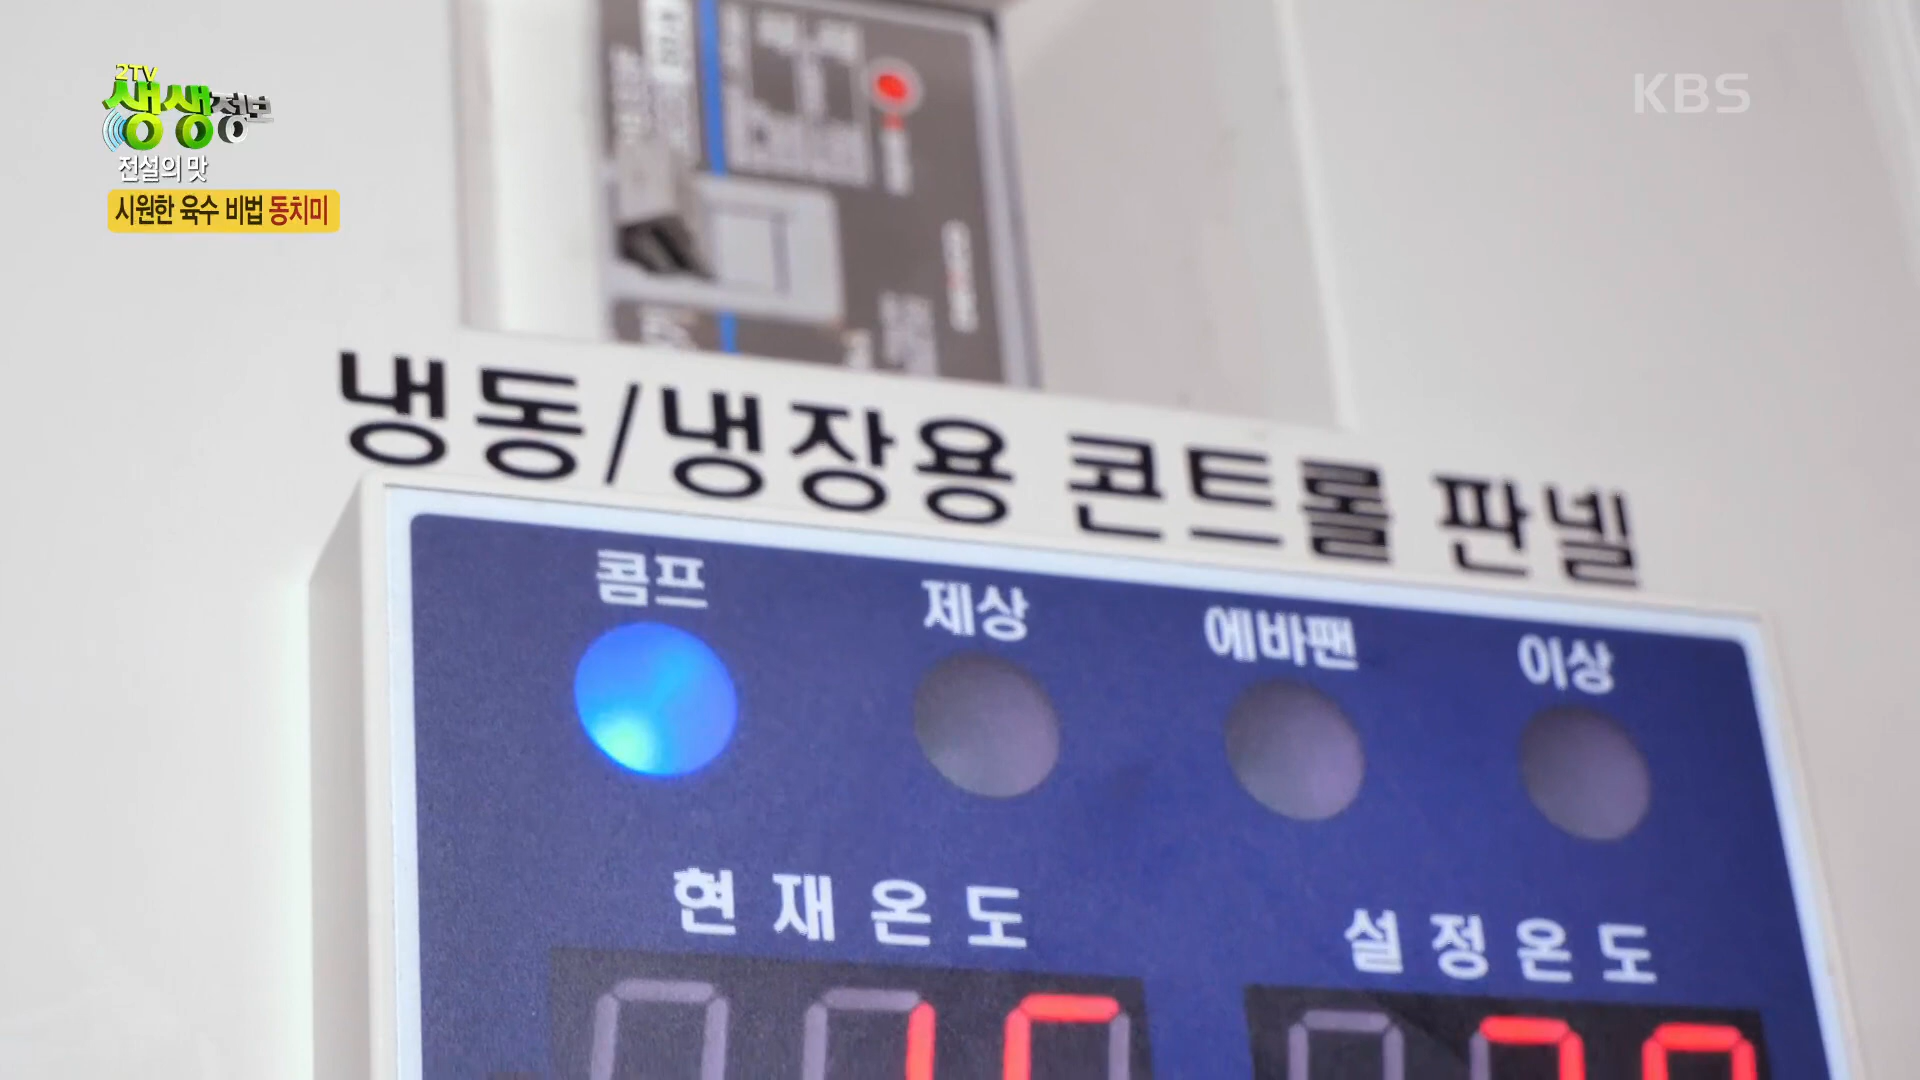 2TV
생생정보
전설의 맛
시원한 육수 비법 동치미
KBS
냉동/냉장용 콘트롤 판넬
콤프 제상 에바팬 이상
현재온도 설정온도